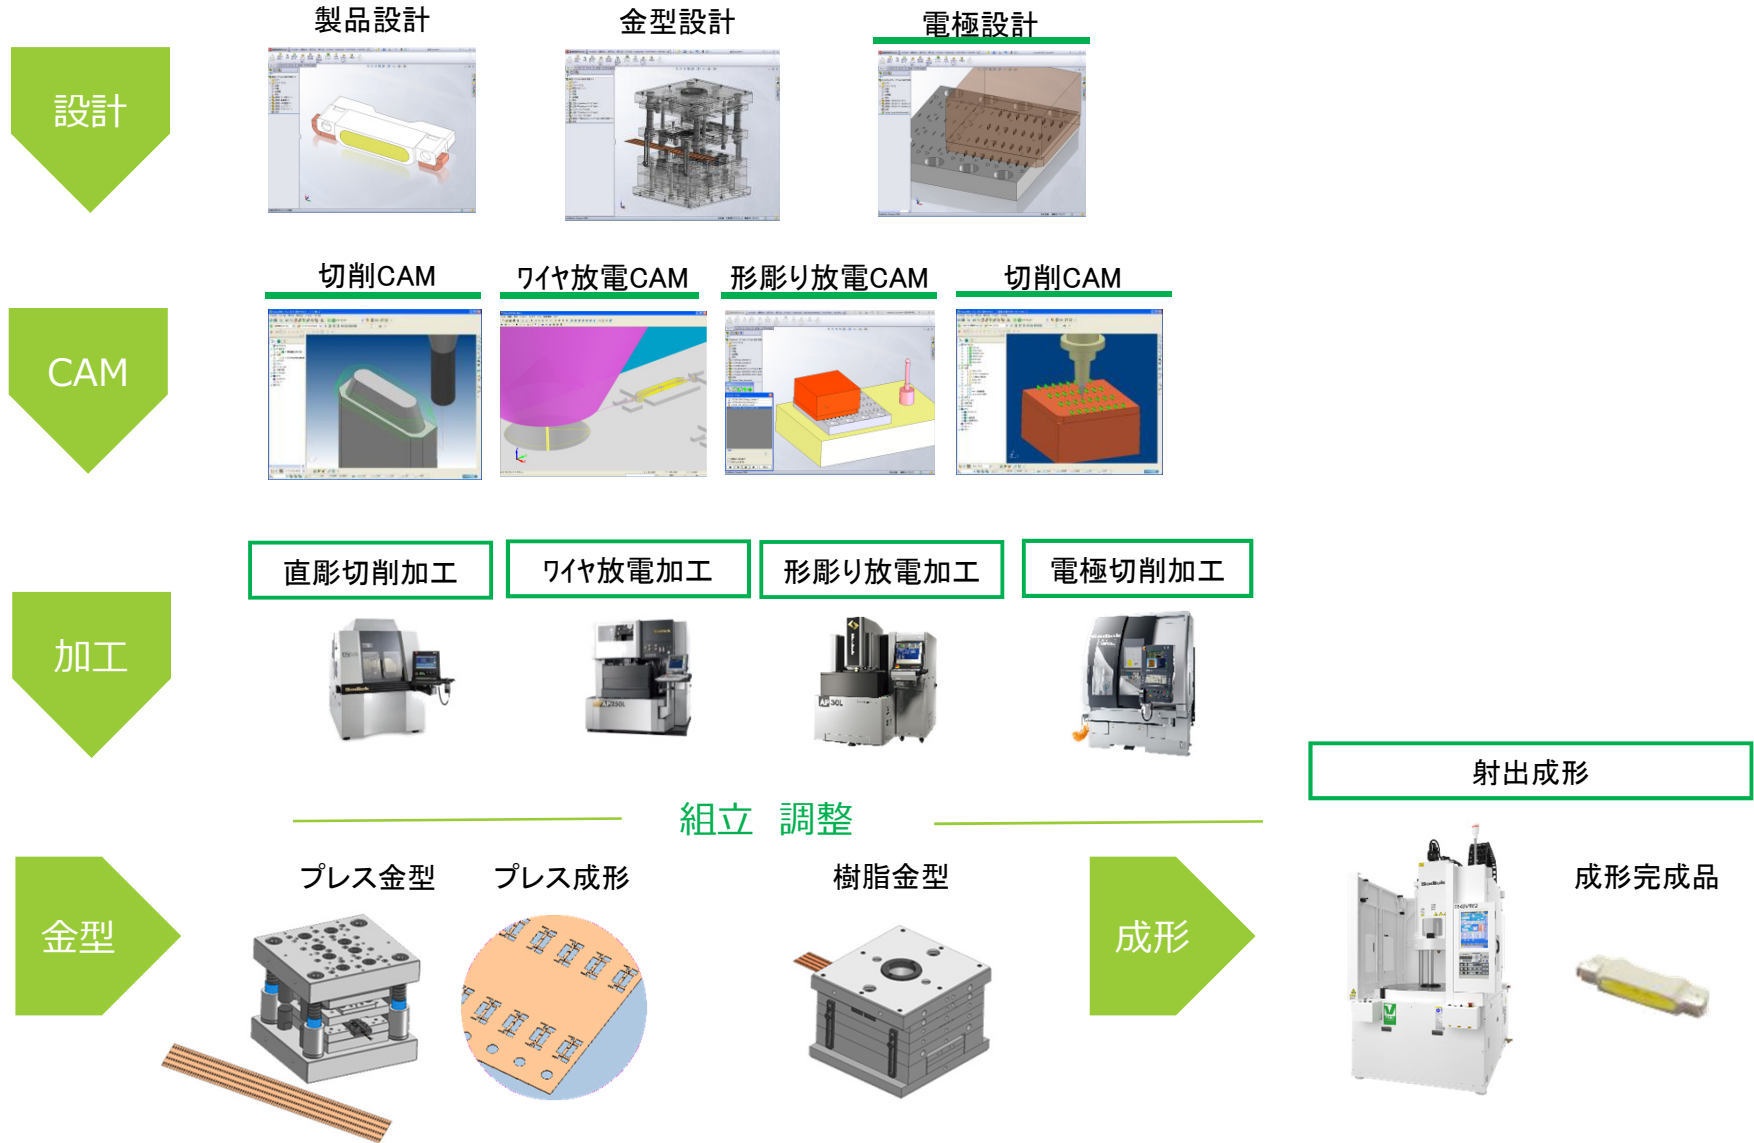 製品設計
金型設計
電極設計
設計
切削CAM
ワイヤ放電CAM
形彫り放電CAM
切削CAM
CAM
直彫切削加工
ワイヤ放電加工
形彫り放電加工
電極切削加工
加工
Sodick
AP250L
AP30L
射出成形
組立 調整
プレス金型
プレス成形
樹脂金型
成形完成品
金型
成形